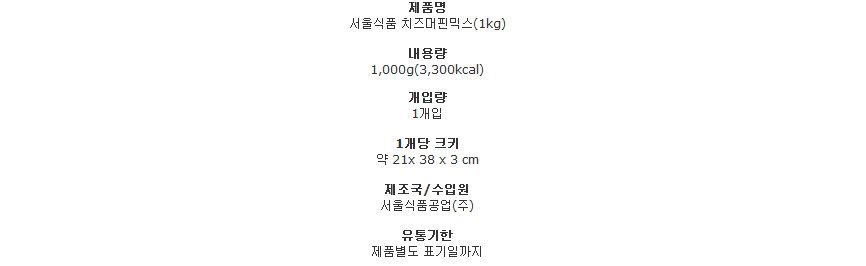 제품명
서울식품 치즈머핀믹스(1kg)
내용량
1,000g(3,300kcal)
개입량
1개입
1개당 크키
약 21x 38 x 3 cm
제조국/수입원
서울식품공업(주)
유통기한
제품별도 표기일까지